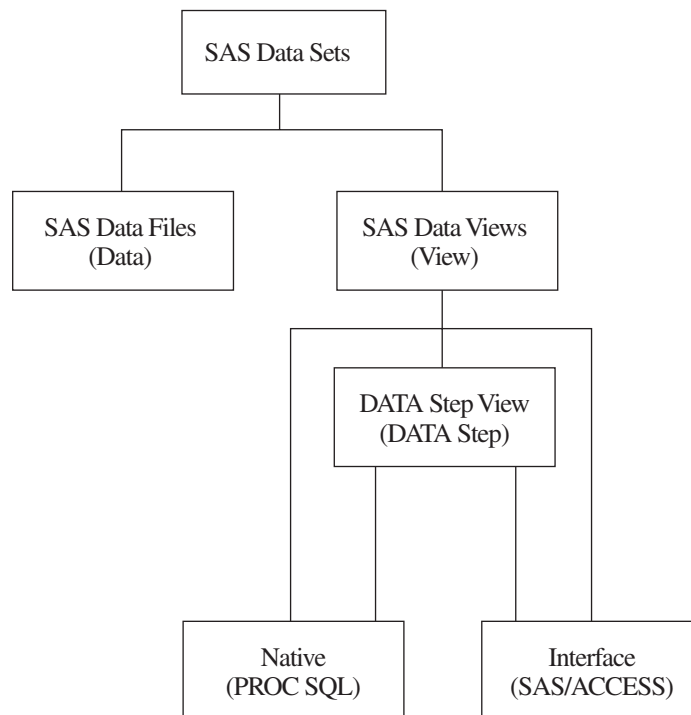 SAS Data Sets
SAS Data Files
(Data)
SAS Data Views
(View)
DATA Step View
(DATA Step)
Native
(PROC SQL)
Interface
(SAS/ACCESS)